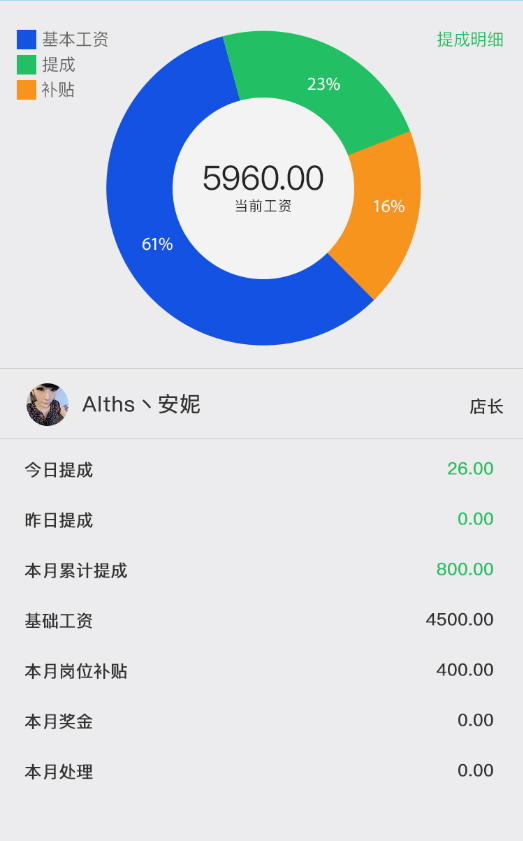 基本工资
提成
补贴
提成明细
23%
16%
61%
5960.00
当前工资
Alths丶安妮
店长
今日提成 26.00
昨日提成 0.00
本月累计提成 800.00
基础工资 4500.00
本月岗位补贴 400.00
本月奖金 0.00
本月处理 0.00